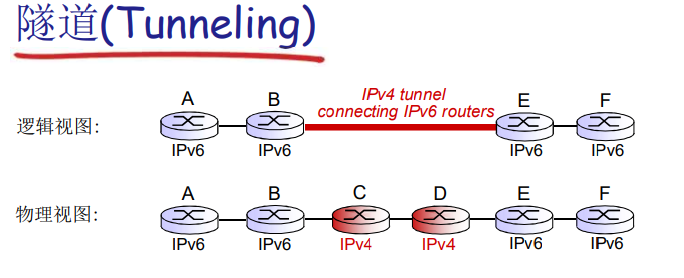 隧道(Tunneling)
IPv4 tunnel
connecting IPv6 routers
A B E F
逻辑视图:
IPv6 IPv6 IPv6 IPv6
A B C D E F
物理视图:
IPv6 IPv6 IPv4 IPv4 IPv6 IPv6